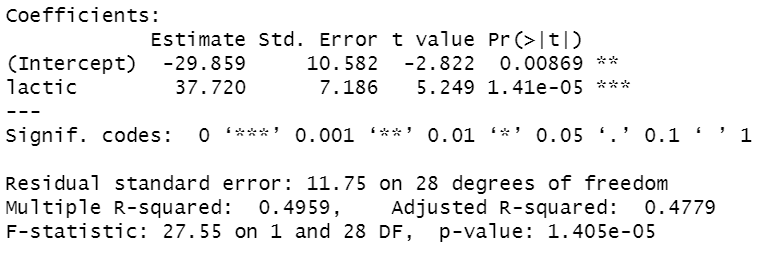 Coefficients:
            Estimate Std. Error t value Pr(>|t|)
(Intercept)  -29.859     10.582  -2.822  0.00869 **
lactic        37.720      7.186   5.249 1.41e-05 ***
---
Signif. codes:  0 ‘***’ 0.001 ‘**’ 0.01 ‘*’ 0.05 ‘.’ 0.1 ‘ ’ 1

Residual standard error: 11.75 on 28 degrees of freedom
Multiple R-squared:  0.4959,    Adjusted R-squared:  0.4779
F-statistic: 27.55 on 1 and 28 DF,  p-value: 1.405e-05